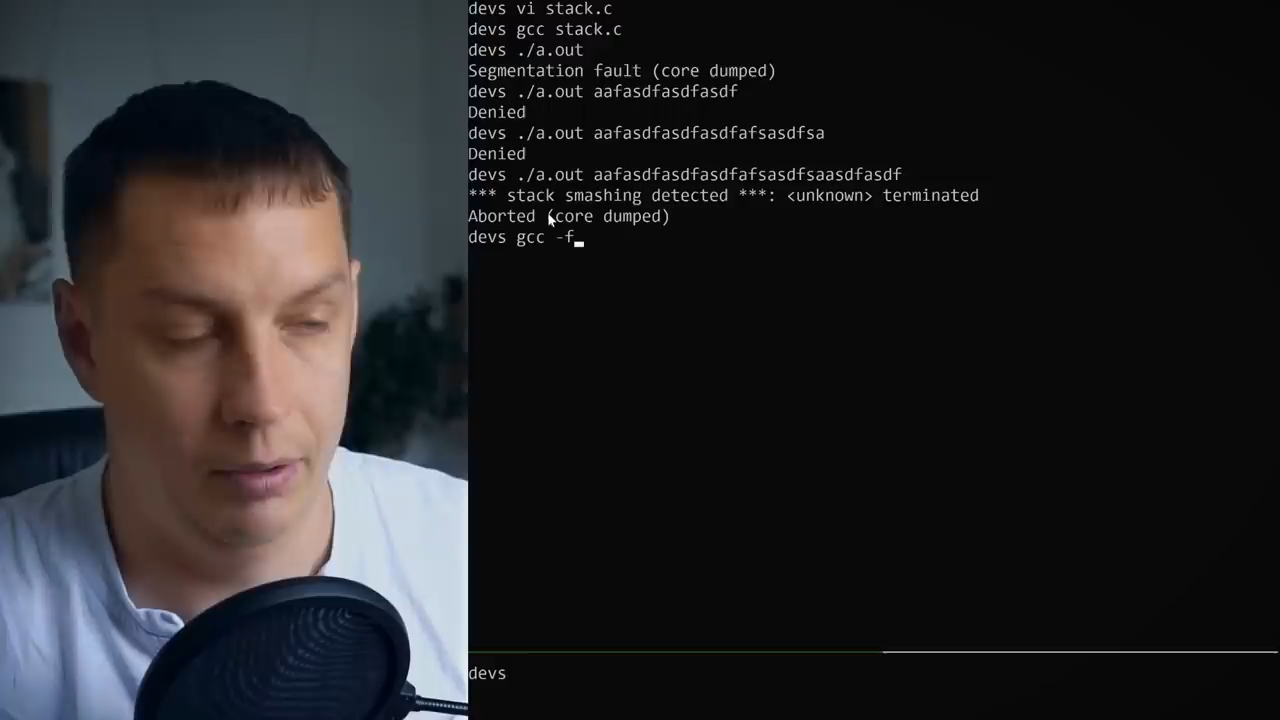 devs vi stack.c
devs gcc stack.c
devs ./a.out
Segmentation fault (core dumped)
devs ./a.out aafasdfasdfasdf
Denied
devs ./a.out aafasdfasdfasdfafsasdfsa
Denied
devs ./a.out aafasdfasdfasdfafsasdfsaasdfasdf
*** stack smashing detected ***: <unknown> terminated
Aborted (core dumped)
devs gcc -f
devs